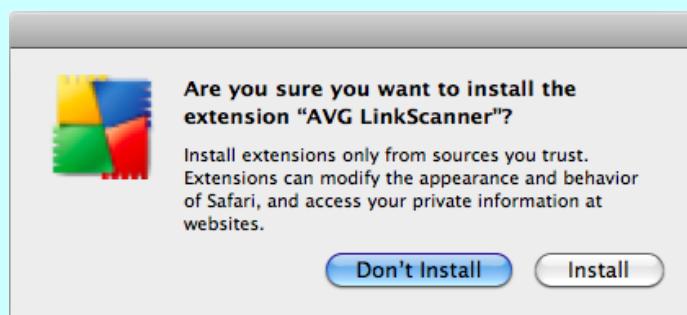 Are you sure you want to install the
extension “AVG LinkScanner"?
Install extensions only from sources you trust.
Extensions can modify the appearance and behavior
of Safari, and access your private information at
websites.
Don't Install
Install